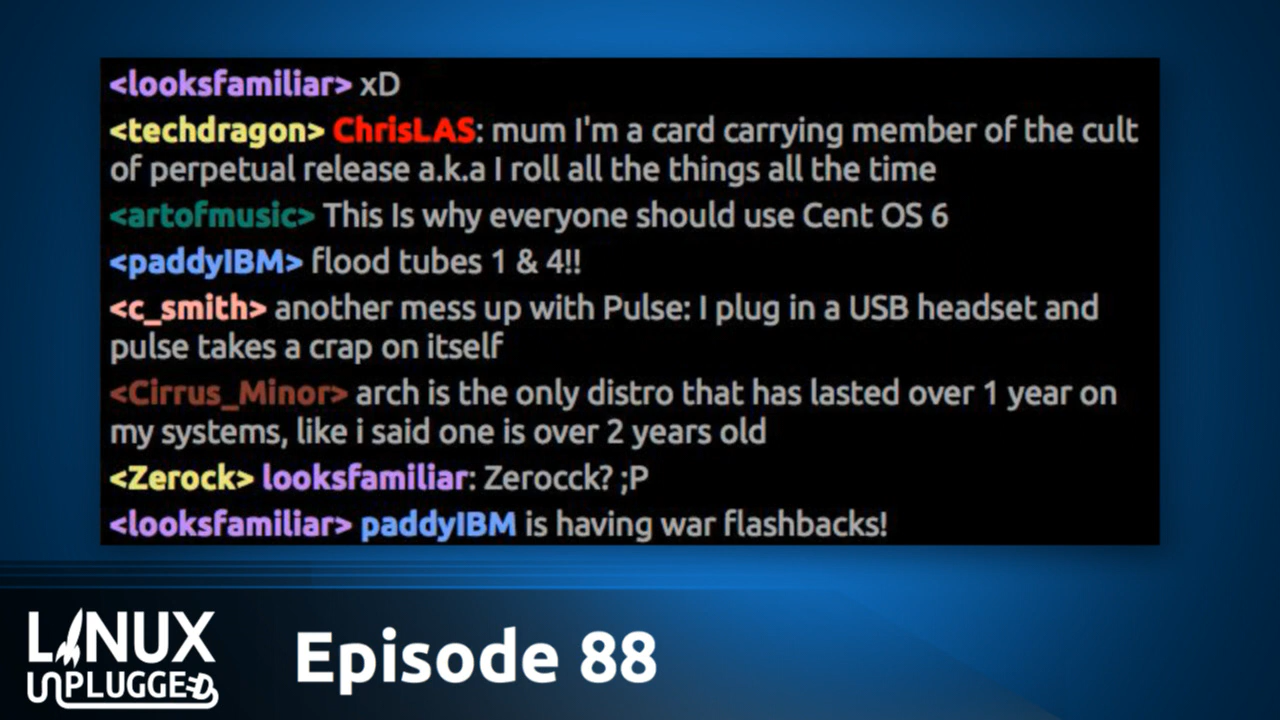 <looksfamiliar> xD
<techdragon> ChrisLAS: mum I'm a card carrying member of the cult
of perpetual release a.k.a I roll all the things all the time
<artofmusic> This Is why everyone should use Cent OS 6
<paddyIBM> flood tubes 1 & 4!!
<c_smith> another mess up with Pulse: I plug in a USB headset and
pulse takes a crap on itself
<Cirrus_Minor> arch is the only distro that has lasted over 1 year on
my systems, like i said one is over 2 years old
<Zerock> looksfamiliar: Zerocck? ;P
<looksfamiliar> paddyIBM is having war flashbacks!
LINUX
UNPLUGGED
Episode 88